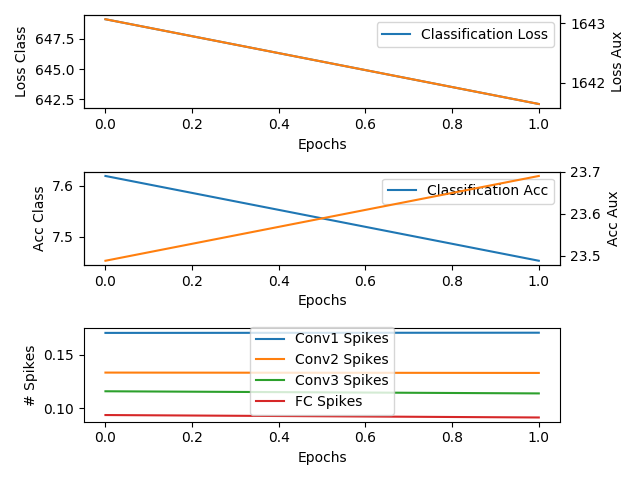 1643
647.5
645.0
642.5
1642
Loss Class
Loss Aux
Classification Loss
0.0 0.2 0.4 0.6 0.8 1.0
Epochs
23.7
7.6
23.6
7.5
23.5
Acc Class
Acc Aux
Classification Acc
0.0 0.2 0.4 0.6 0.8 1.0
Epochs
0.15
0.10
# Spikes
Conv1 Spikes
Conv2 Spikes
Conv3 Spikes
FC Spikes
0.0 0.2 0.4 0.6 0.8 1.0
Epochs